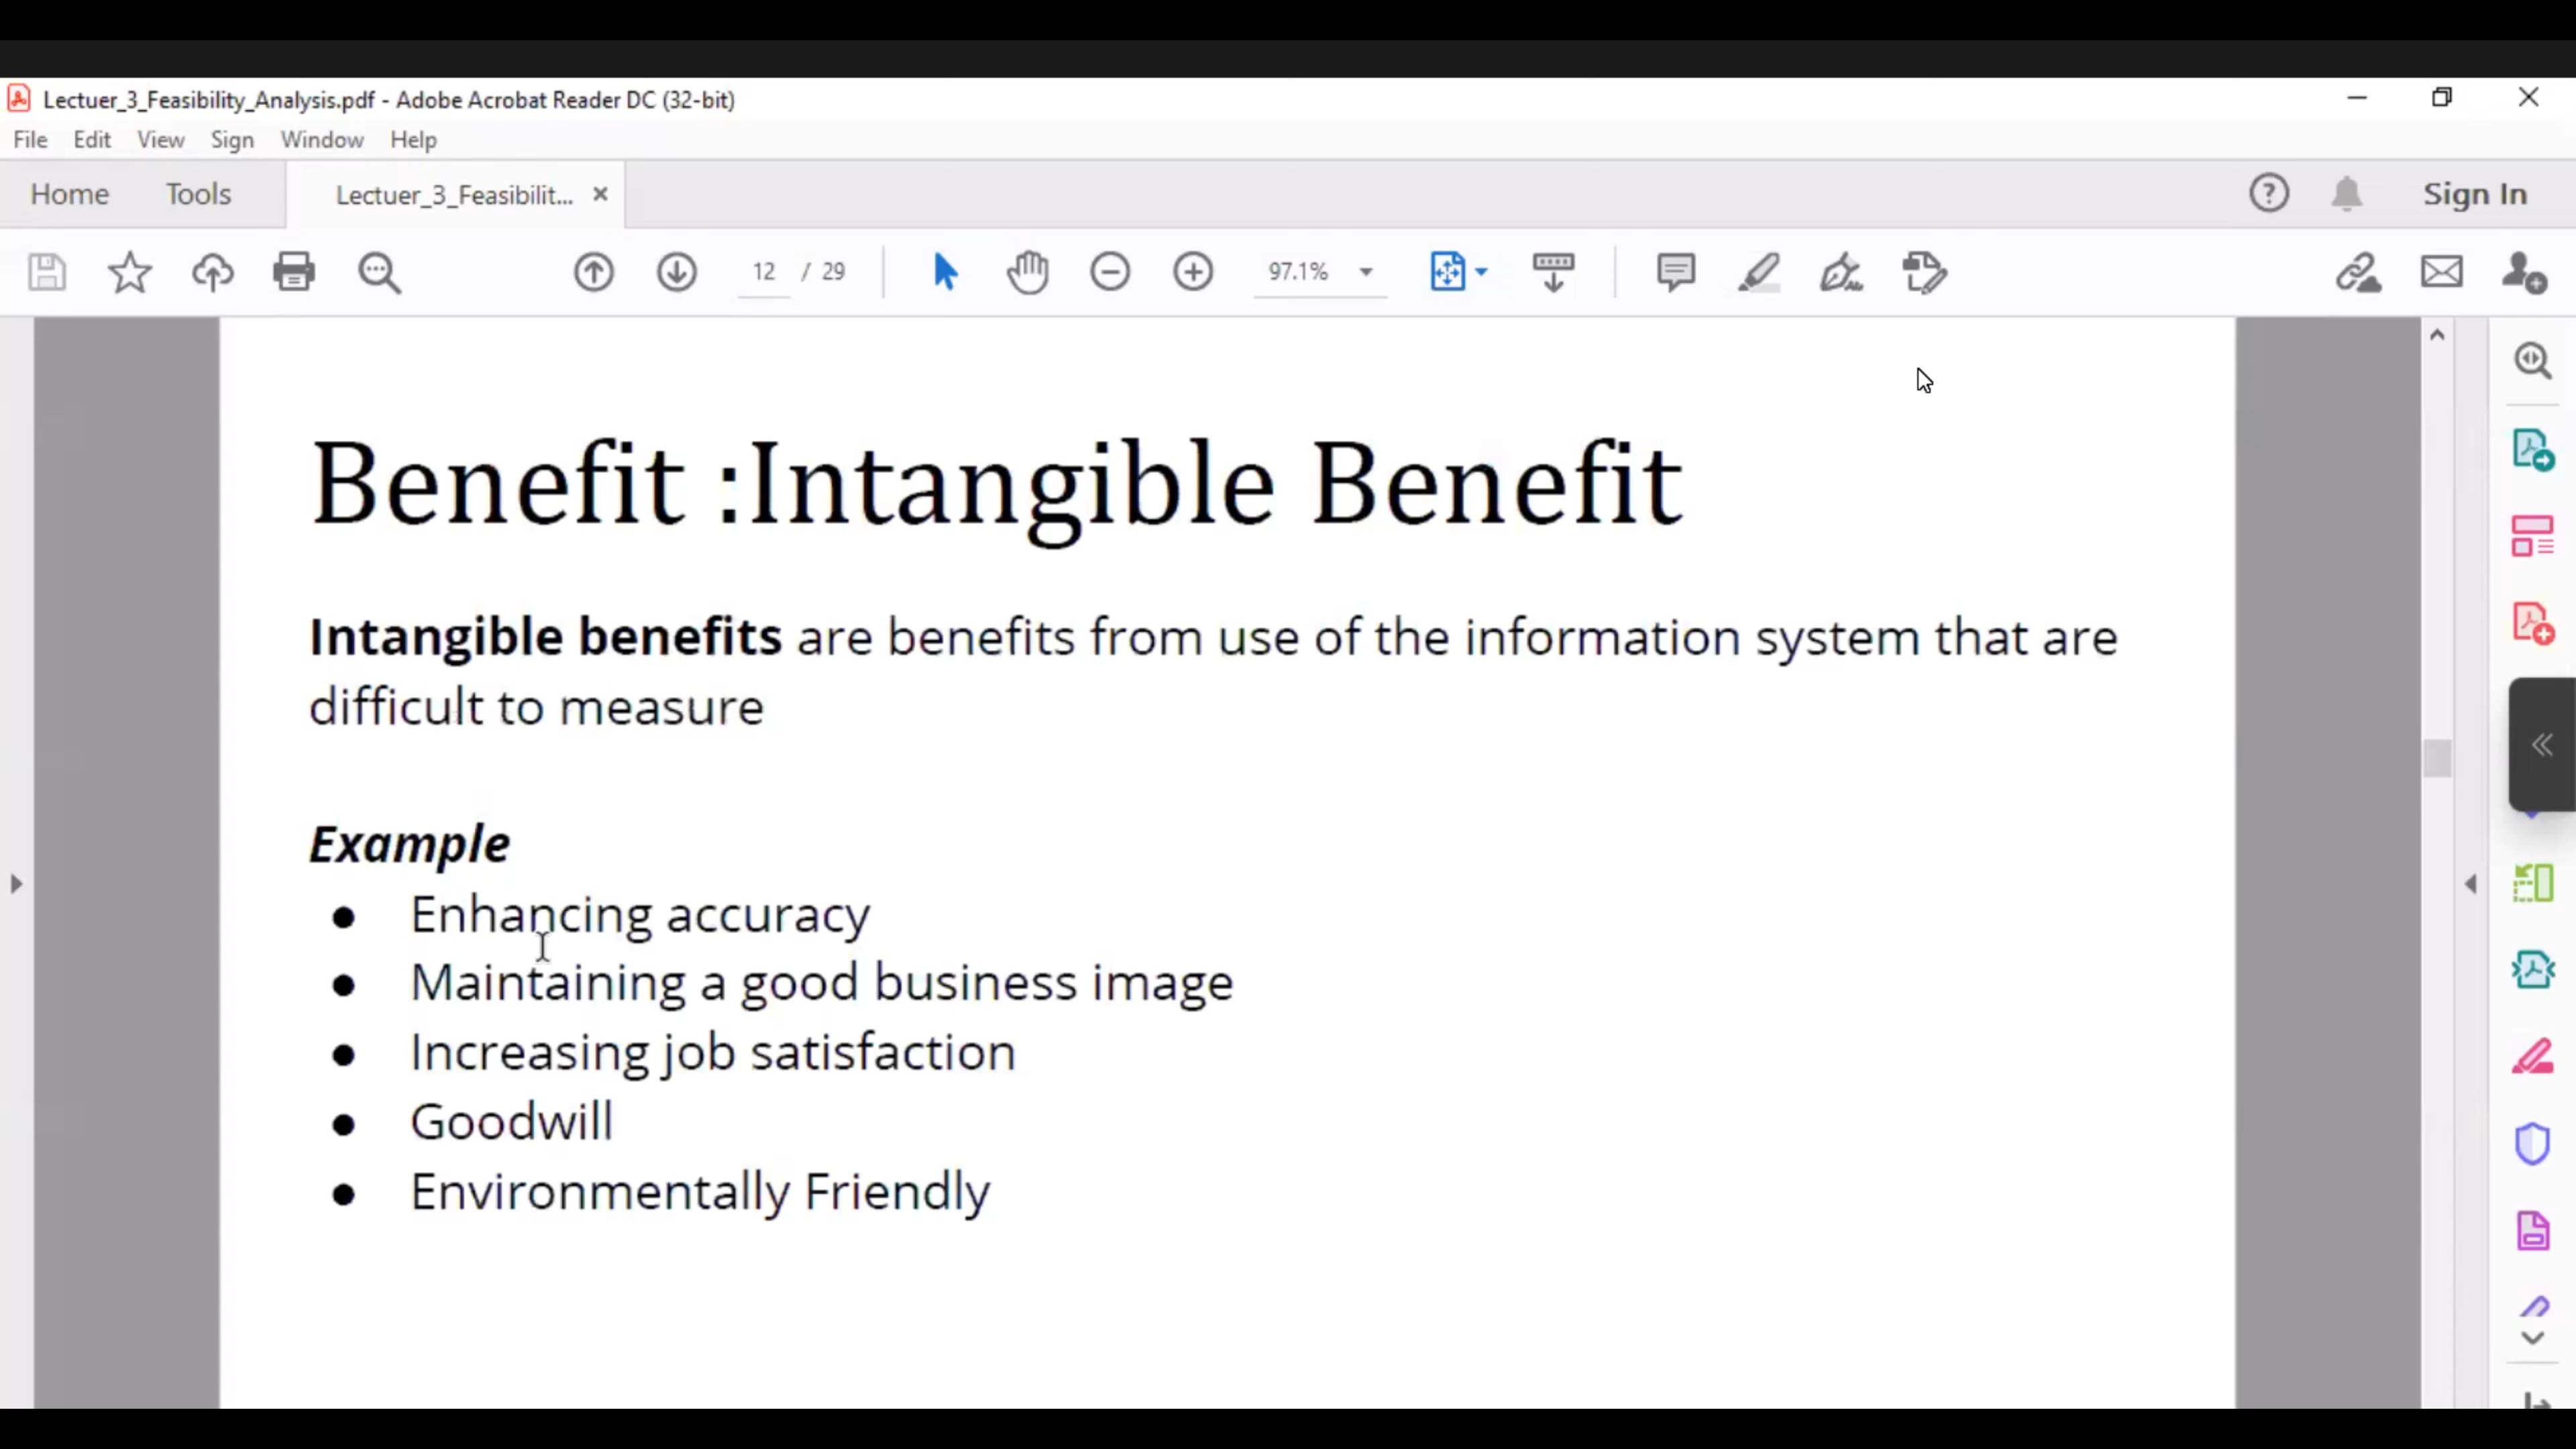 Lectuer_3_Feasibility_Analysis.pdf - Adobe Acrobat Reader DC (32-bit)
File Edit View Sign Window Help
Home Tools Lectuer_3_Feasibilit... Sign In
12 / 29 97.1%
Benefit :Intangible Benefit
Intangible benefits are benefits from use of the information system that are
difficult to measure
Example
● Enhancing accuracy
● Maintaining a good business image
● Increasing job satisfaction
● Goodwill
● Environmentally Friendly